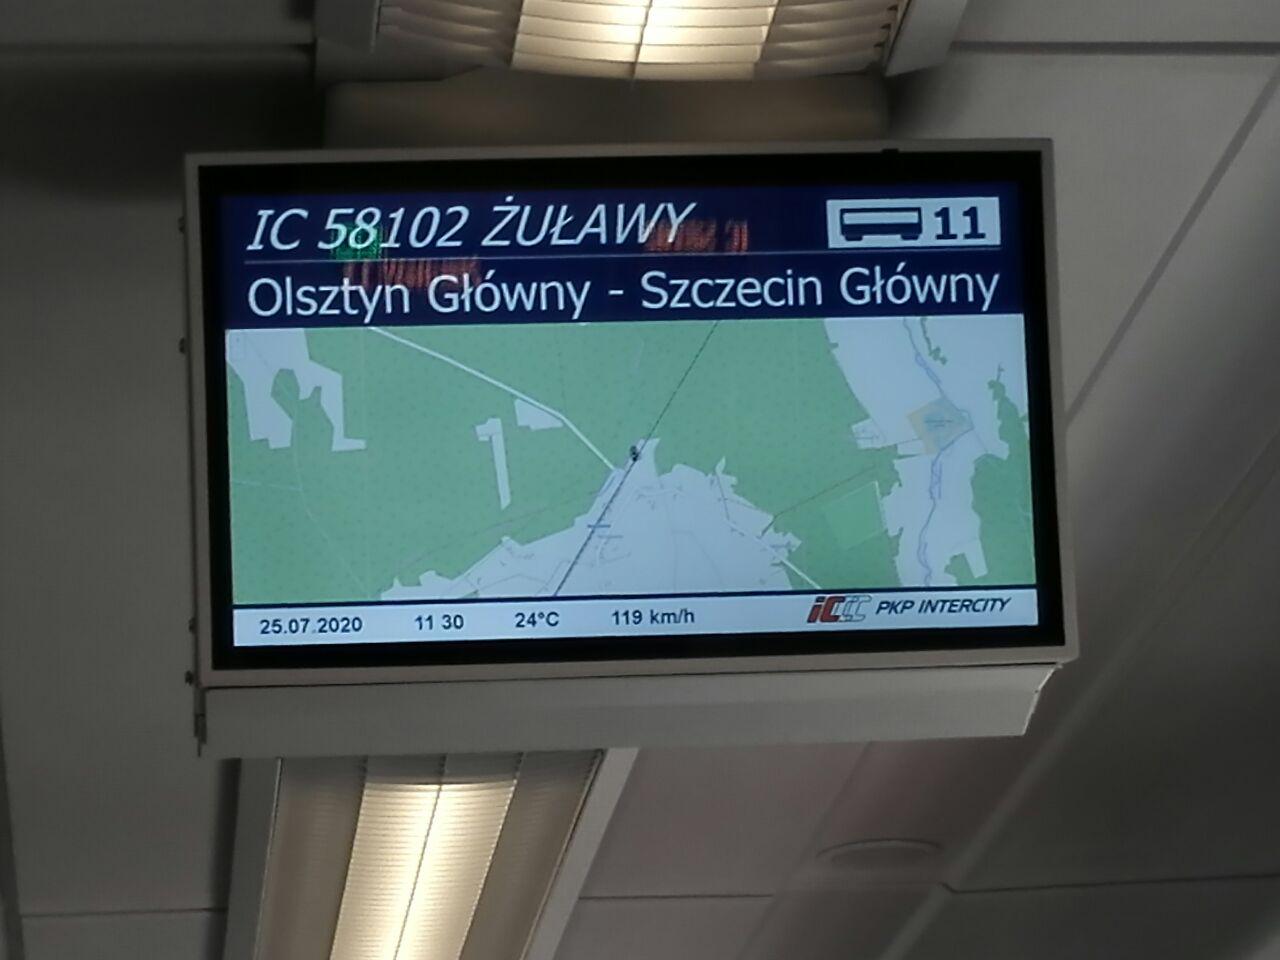 IC 58102 ŻUŁAWY
11
Olsztyn Główny - Szczecin Główny
25.07.2020 11 30 24°C 119 km/h
PKP INTERCITY